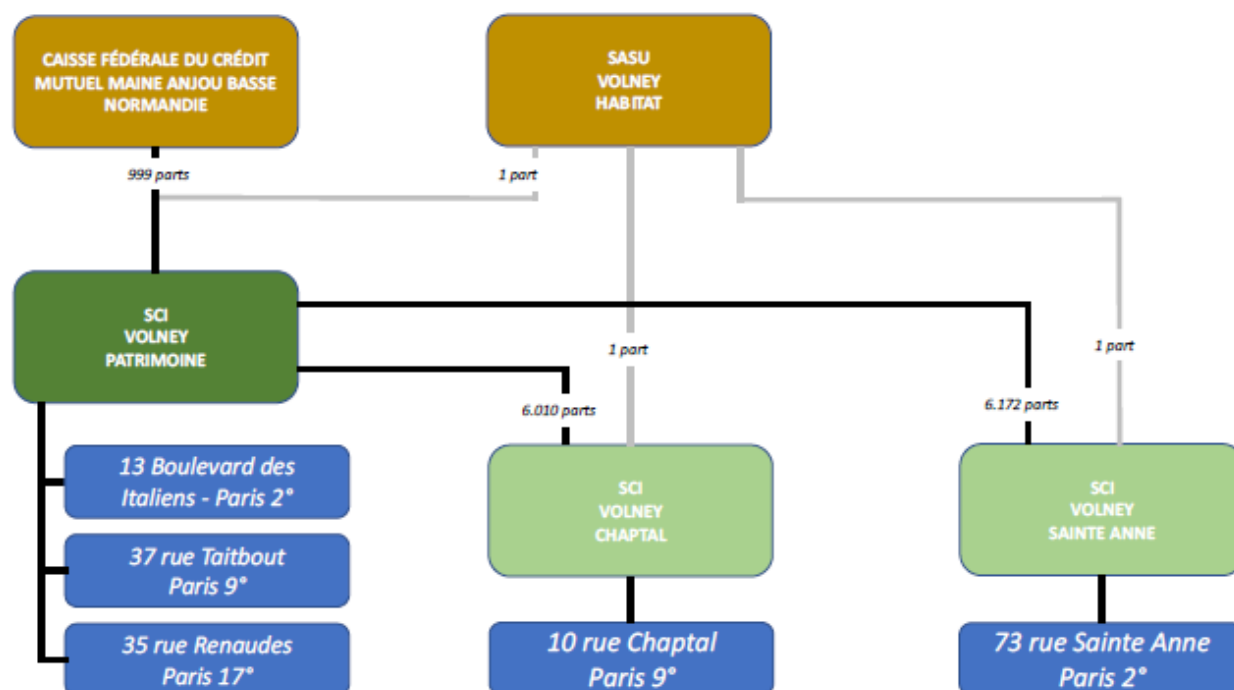 CAISSE FÉDÉRALE DU CRÉDIT
MUTUEL MAINE ANJOU BASSE
NORMANDIE
SASU
VOLNEY
HABITAT
999 parts
1 part
SCI
VOLNEY
PATRIMOINE
1 part
1 part
6.010 parts
6.172 parts
13 Boulevard des
Italiens - Paris 2°
37 rue Taitbout
Paris 9°
35 rue Renaudes
Paris 17°
SCI
VOLNEY
CHAPTAL
10 rue Chaptal
Paris 9°
SCI
VOLNEY
SAINTE ANNE
73 rue Sainte Anne
Paris 2°